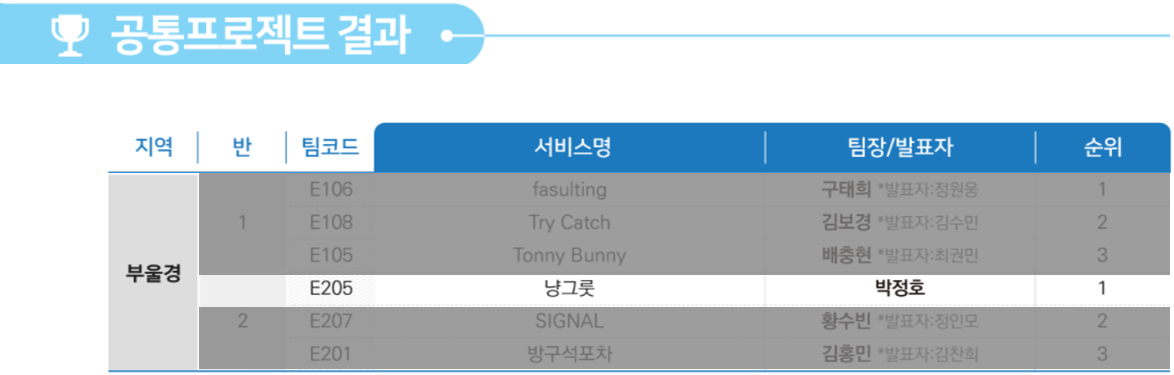 공통프로젝트 결과
지역 반 팀코드 서비스명 팀장/발표자 순위
부울경
1
E106 fasulting 구태희 *발표자:정원웅 1
E108 Try Catch 김보경 *발표자:김수민 2
E105 Tonny Bunny 배충현 *발표자:최권민 3
2
E205 냥그릇 박정호 1
E207 SIGNAL 황수빈 *발표자:정인모 2
E201 방구석포차 김홍민 *발표자:김찬희 3